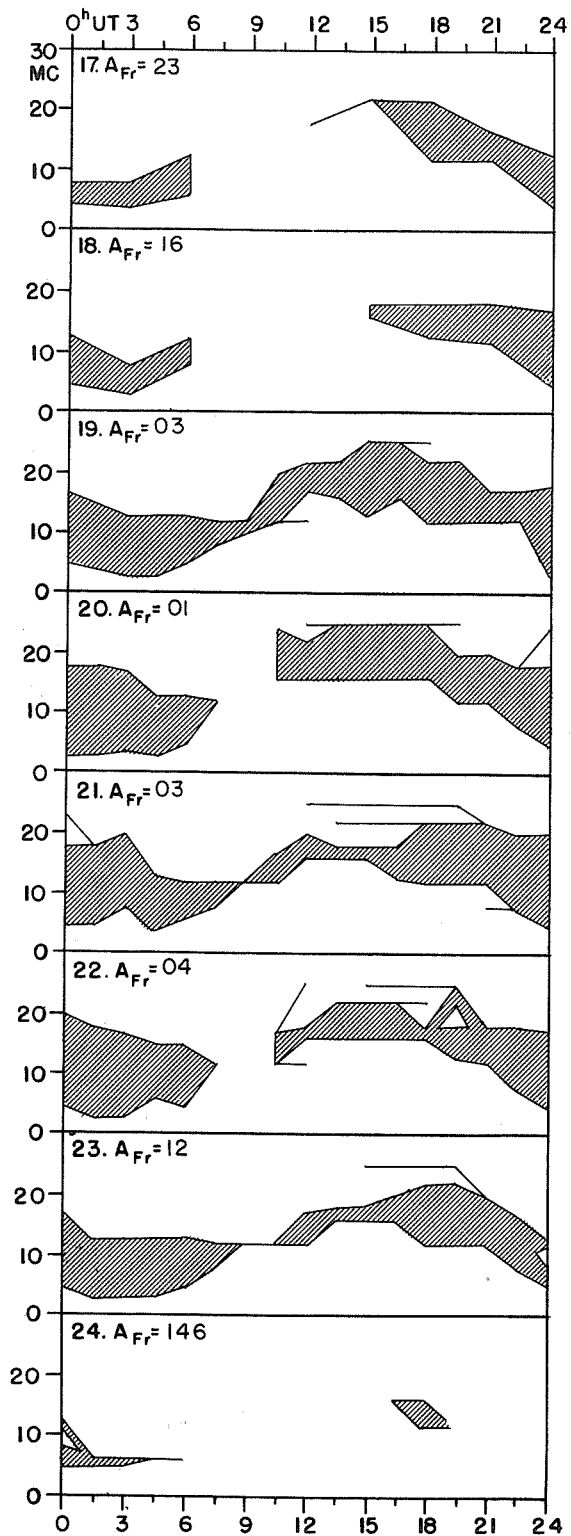 0ʰ UT 3 6 9 12 15 18 21 24
30
MC
17. A_Fr = 23
20
10
0
18. A_Fr = 16
20
10
0
19. A_Fr = 03
20
10
0
20. A_Fr = 01
20
10
0
21. A_Fr = 03
20
10
0
22. A_Fr = 04
20
10
0
23. A_Fr = 12
20
10
0
24. A_Fr = 146
20
10
0
0 3 6 9 12 15 18 21 24